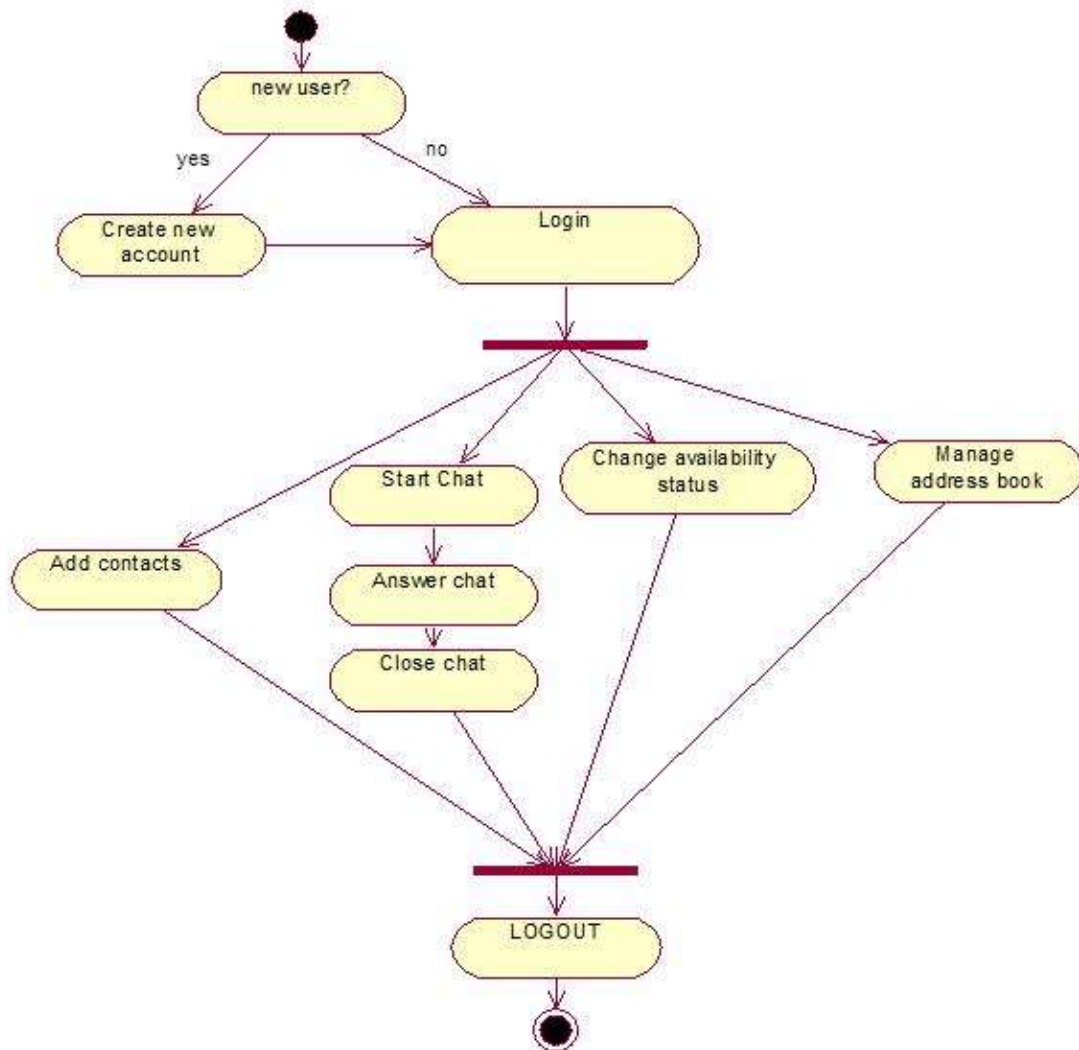 new user?
yes
no
Create new
account
Login
Start Chat
Change availability
status
Manage
address book
Add contacts
Answer chat
Close chat
LOGOUT